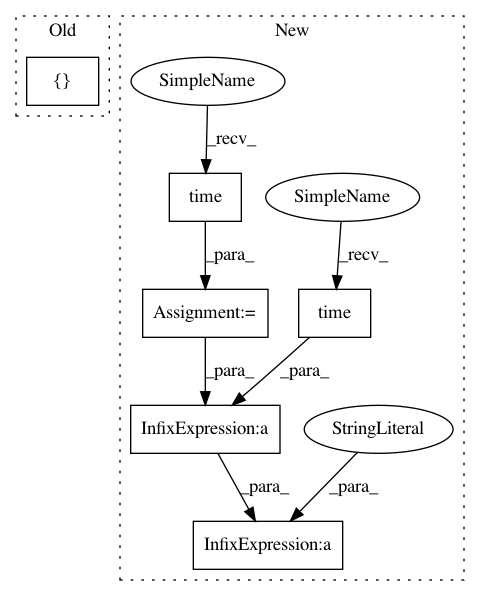 Old
New
{}
SimpleName
_recv_
time
SimpleName
_para_
_recv_
Assignment:=
time
_para_
_para_
InfixExpression:a
StringLiteral
_para_
_para_
InfixExpression:a